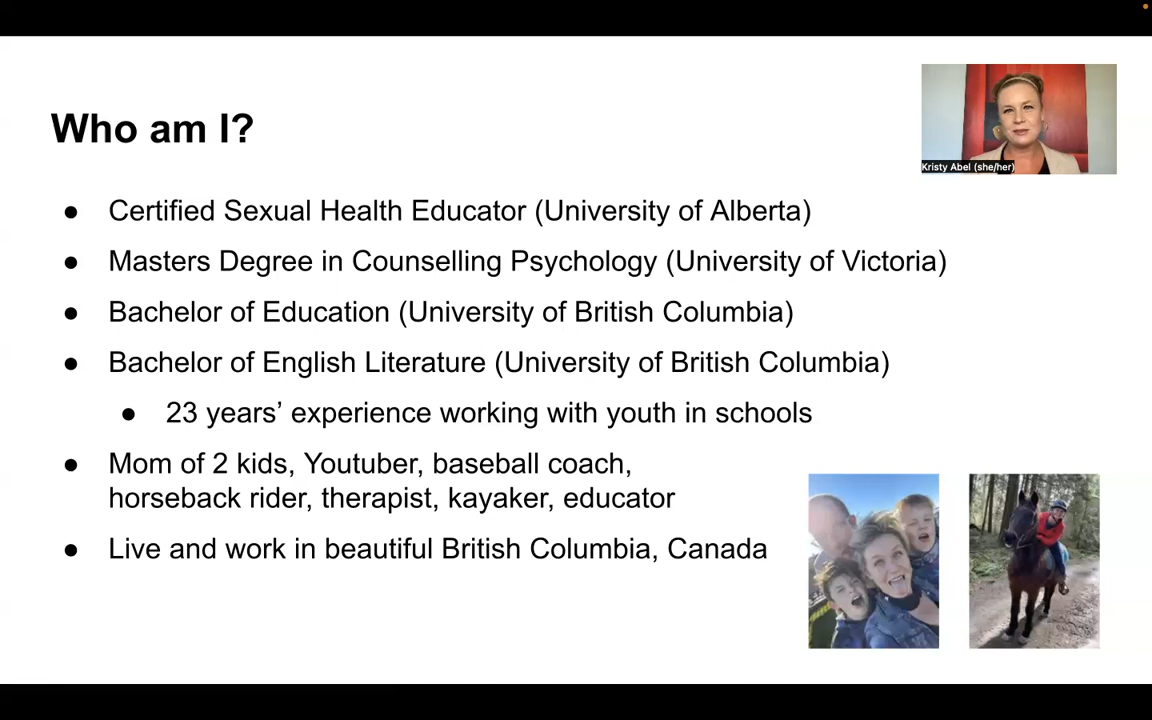 Who am I?
Kristy Abel (she/her)
● Certified Sexual Health Educator (University of Alberta)
● Masters Degree in Counselling Psychology (University of Victoria)
● Bachelor of Education (University of British Columbia)
● Bachelor of English Literature (University of British Columbia)
● 23 years’ experience working with youth in schools
● Mom of 2 kids, Youtuber, baseball coach,
horseback rider, therapist, kayaker, educator
● Live and work in beautiful British Columbia, Canada